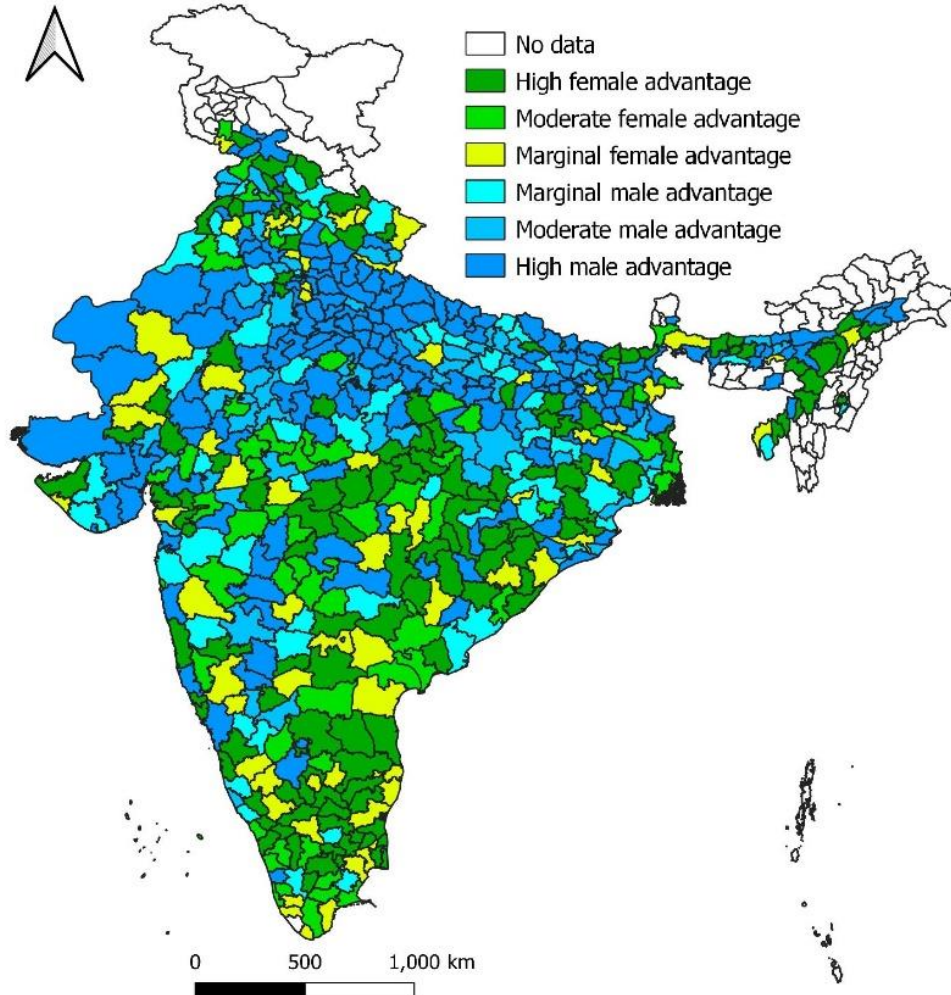 No data
High female advantage
Moderate female advantage
Marginal female advantage
Marginal male advantage
Moderate male advantage
High male advantage
0 500 1,000 km